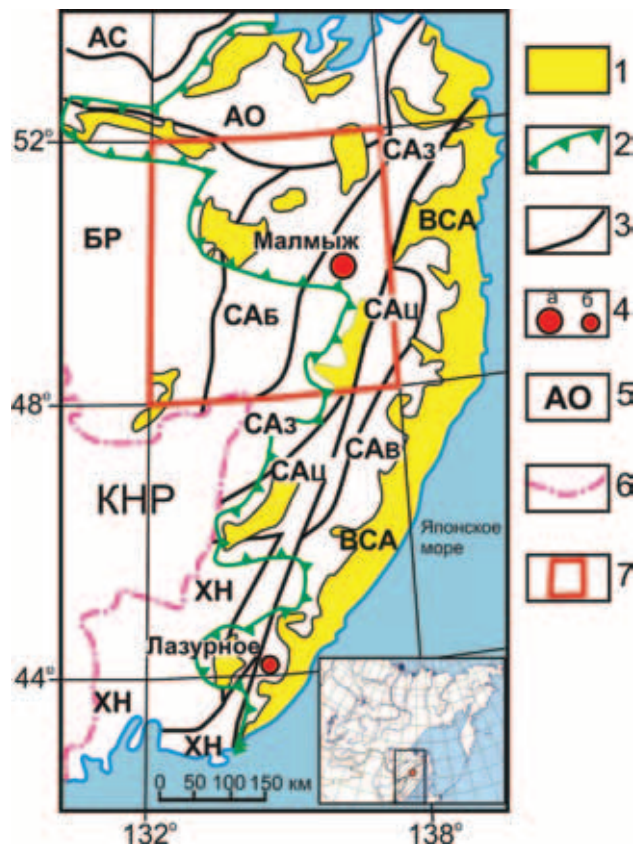 АС
1
АО
52°
САз
2
ВСА
БР
Малмыж
3
САБ
САц
а б
4
АО
5
48°
САз
САВ
6
САц
КНР
Японское
море
ВСА
7
ХН
Лазурное
44°
ХН
ХН
0 50 100 150 км
132°
138°